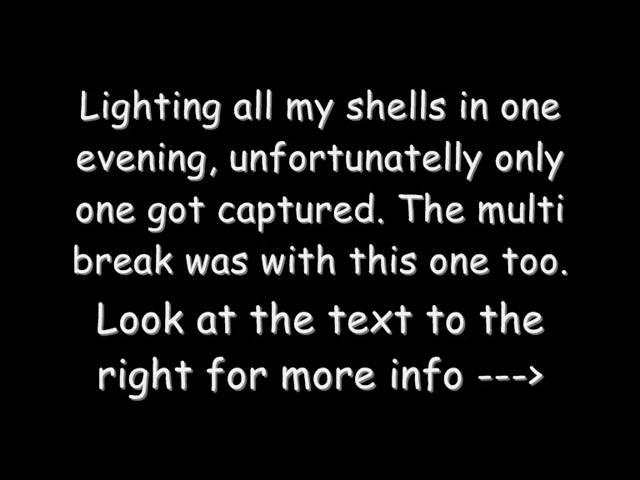 Lighting all my shells in one
evening, unfortunatelly only
one got captured. The multi
break was with this one too.
Look at the text to the
right for more info --->